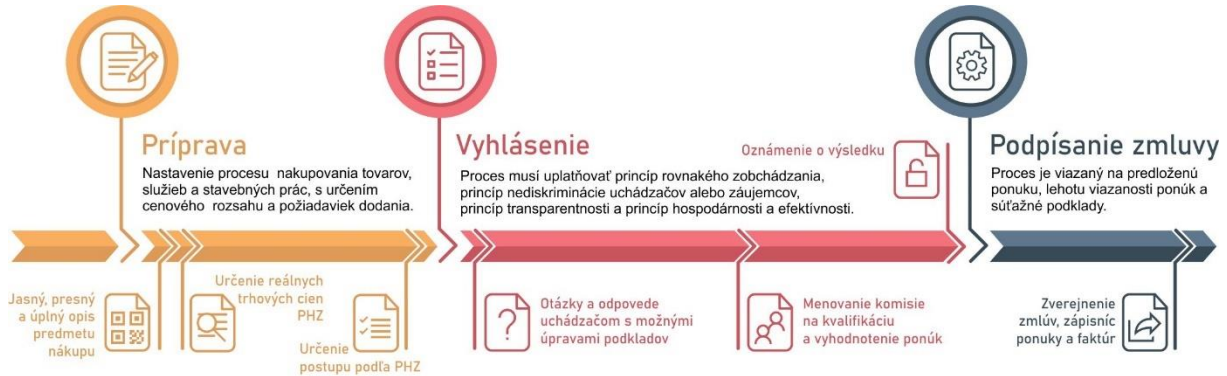 Príprava
Nastavenie procesu nakupovania tovarov,
služieb a stavebných prác, s určením
cenového rozsahu a požiadaviek dodania.
Jasný, presný
a úplný opis
predmetu
nákupu
Určenie reálnych
trhových cien
PHZ
Určenie
postupu podľa PHZ
Vyhlásenie
Proces musí uplatňovať princíp rovnakého zobchádzania,
princíp nediskriminácie uchádzačov alebo záujemcov,
princíp transparentnosti a princíp hospodárnosti a efektívnosti.
Oznámenie o výsledku
Otázky a odpovede
uchádzačom s možnými
úpravami podkladov
Menovanie komisie
na kvalifikáciu
a vyhodnotenie ponúk
Podpísanie zmluvy
Proces je viazaný na predloženú
ponuku, lehotu viazanosti ponúk a
súťažné podklady.
Zverejnenie
zmlúv, zápisníc
ponuky a faktúr